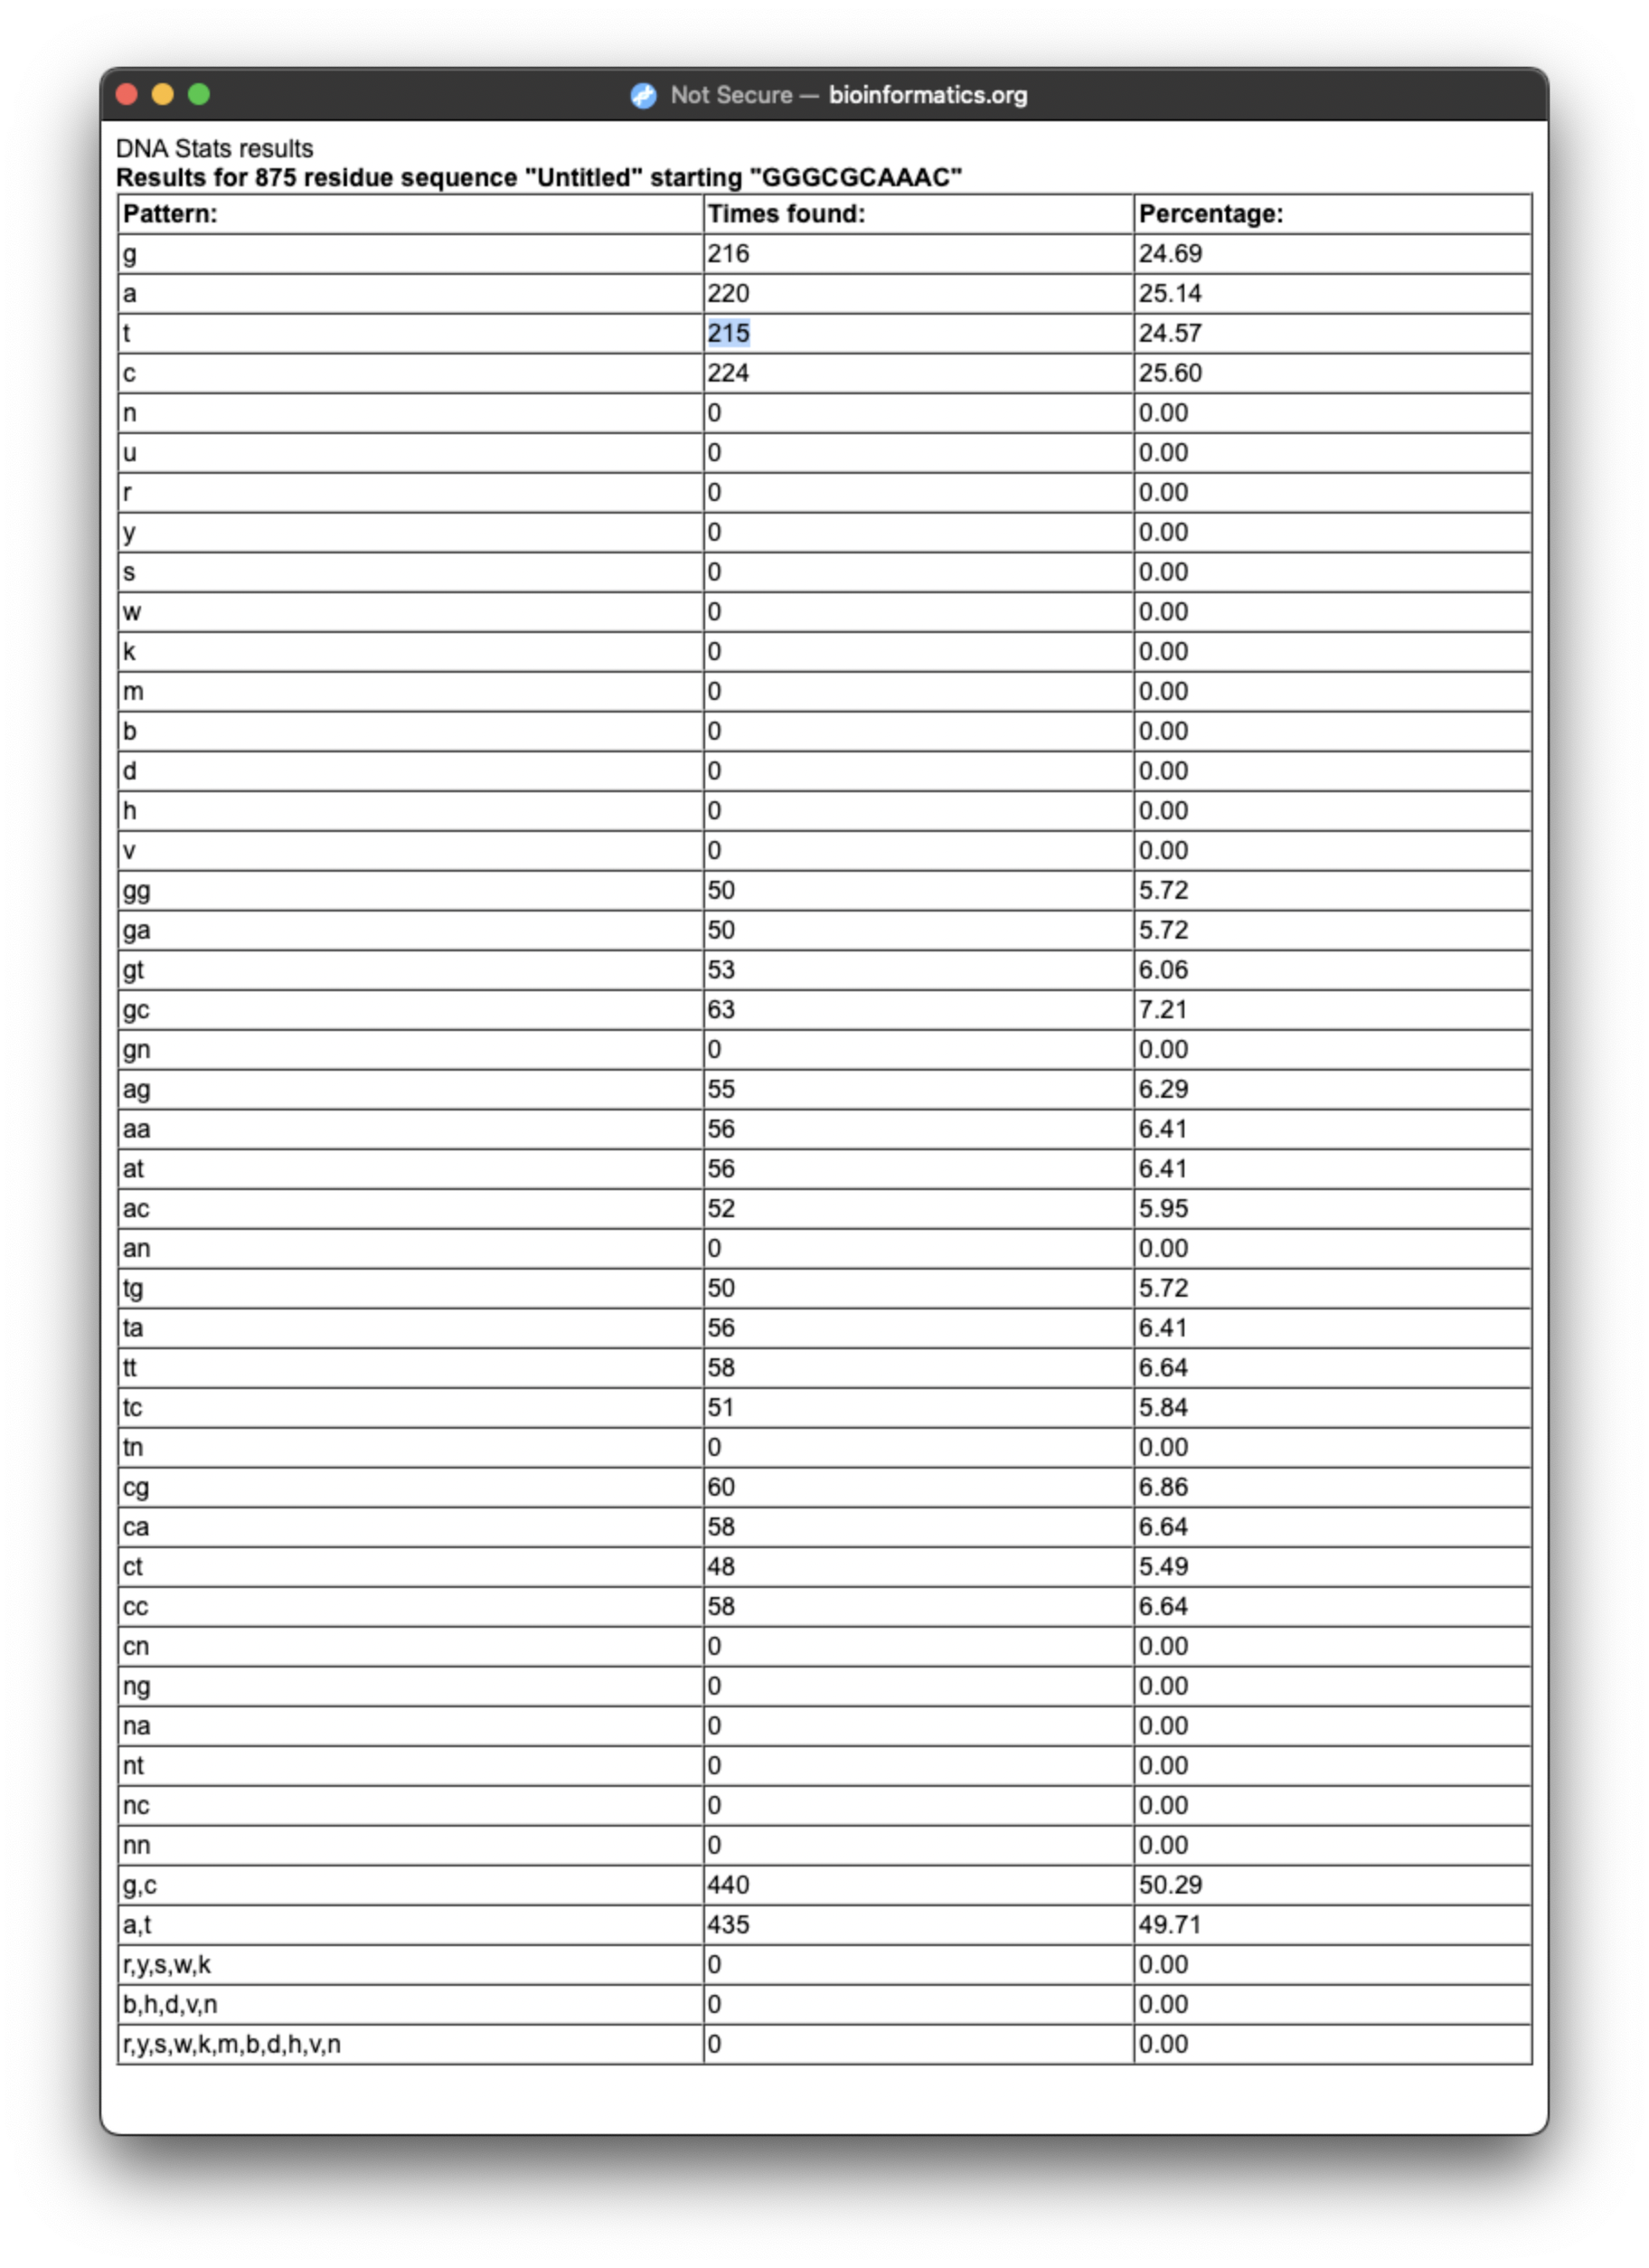 Not Secure — bioinformatics.org
DNA Stats results
Results for 875 residue sequence "Untitled" starting "GGGCGCAAAC"
Pattern: Times found: Percentage:
g 216 24.69
a 220 25.14
t 215 24.57
c 224 25.60
n 0 0.00
u 0 0.00
r 0 0.00
y 0 0.00
s 0 0.00
w 0 0.00
k 0 0.00
m 0 0.00
b 0 0.00
d 0 0.00
h 0 0.00
v 0 0.00
gg 50 5.72
ga 50 5.72
gt 53 6.06
gc 63 7.21
gn 0 0.00
ag 55 6.29
aa 56 6.41
at 56 6.41
ac 52 5.95
an 0 0.00
tg 50 5.72
ta 56 6.41
tt 58 6.64
tc 51 5.84
tn 0 0.00
cg 60 6.86
ca 58 6.64
ct 48 5.49
cc 58 6.64
cn 0 0.00
ng 0 0.00
na 0 0.00
nt 0 0.00
nc 0 0.00
nn 0 0.00
g,c 440 50.29
a,t 435 49.71
r,y,s,w,k 0 0.00
b,h,d,v,n 0 0.00
r,y,s,w,k,m,b,d,h,v,n 0 0.00